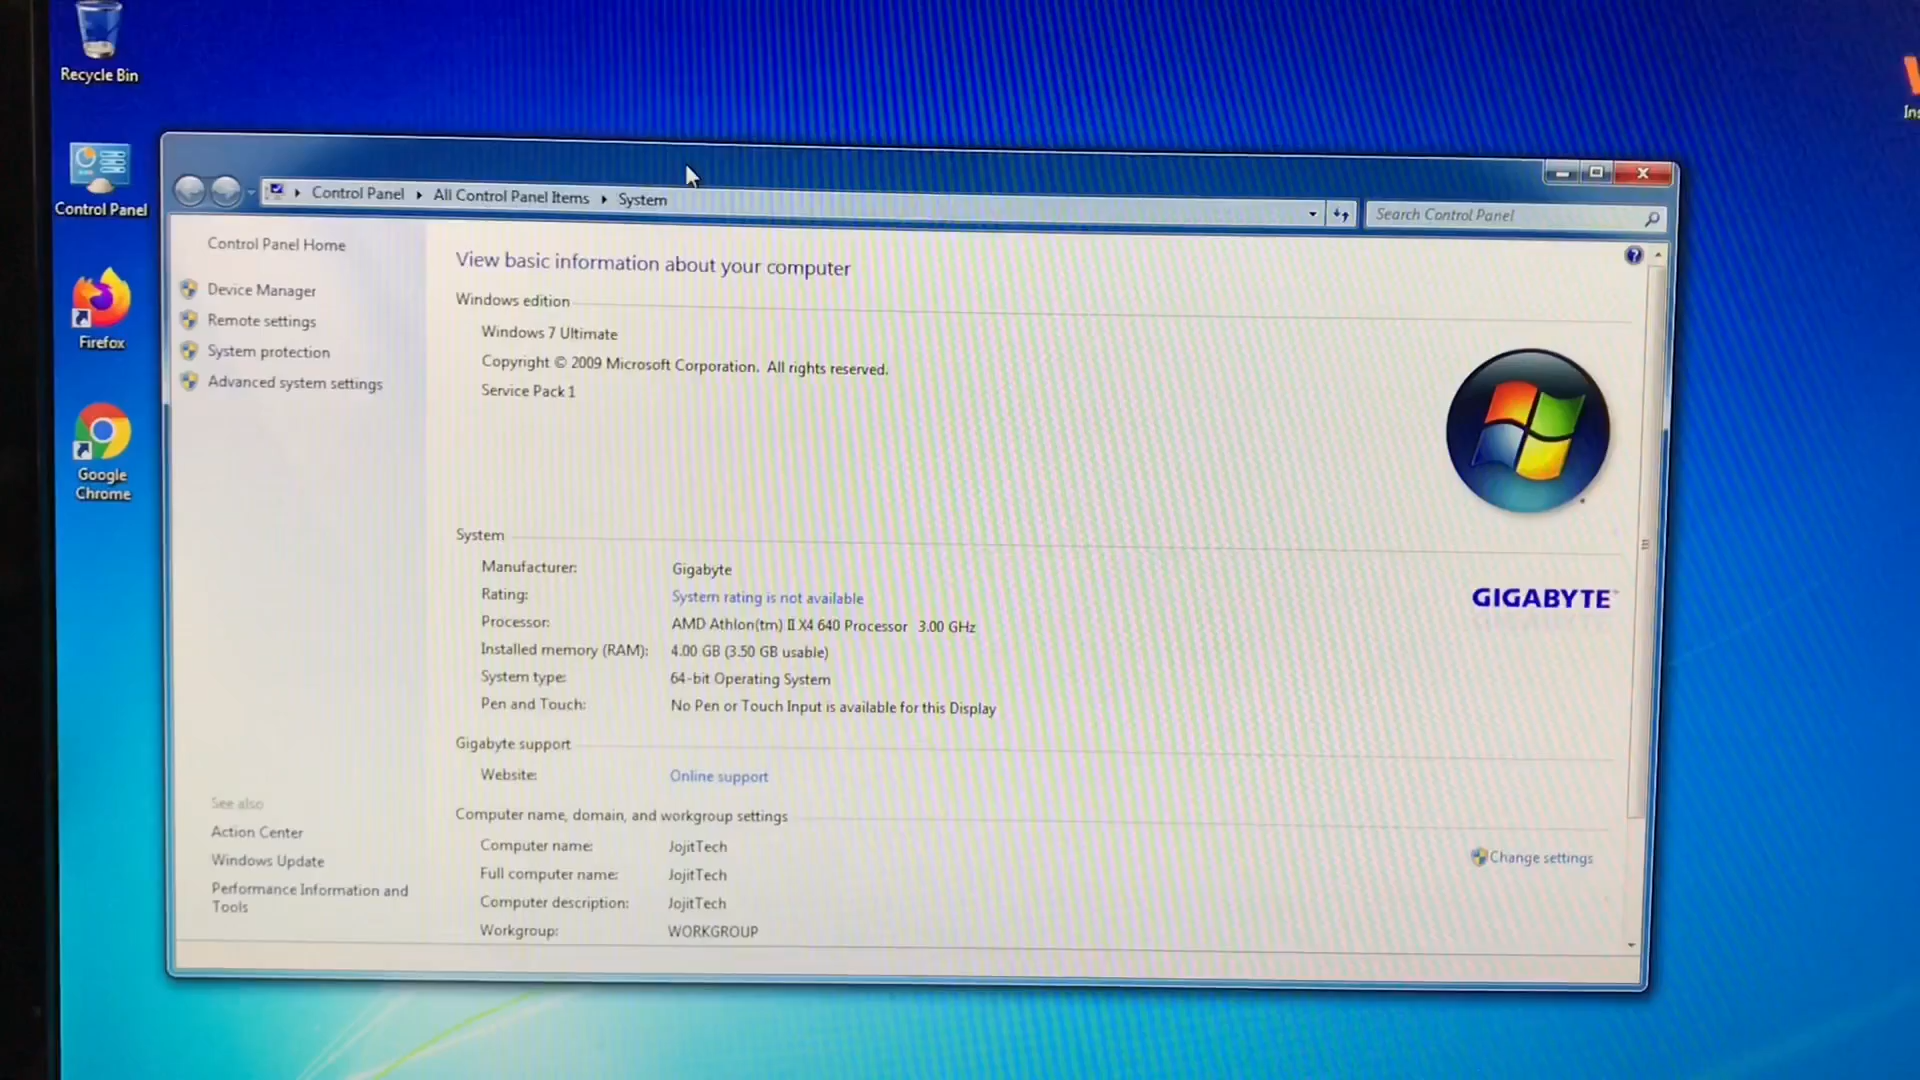 Recycle Bin
Control Panel
Firefox
Google
Chrome
Control Panel
All Control Panel Items
System
Search Control Panel
Control Panel Home
Device Manager
Remote settings
System protection
Advanced system settings
See also
Action Center
Windows Update
Performance Information and
Tools
View basic information about your computer
Windows edition
Windows 7 Ultimate
Copyright © 2009 Microsoft Corporation. All rights reserved.
Service Pack 1
System
Manufacturer: Gigabyte
Rating: System rating is not available
Processor: AMD Athlon(tm) II X4 640 Processor 3.00 GHz
Installed memory (RAM): 4.00 GB (3.50 GB usable)
System type: 64-bit Operating System
Pen and Touch: No Pen or Touch Input is available for this Display
GIGABYTE
Gigabyte support
Website: Online support
Computer name, domain, and workgroup settings
Computer name: JojitTech
Full computer name: JojitTech
Computer description: JojitTech
Workgroup: WORKGROUP
Change settings